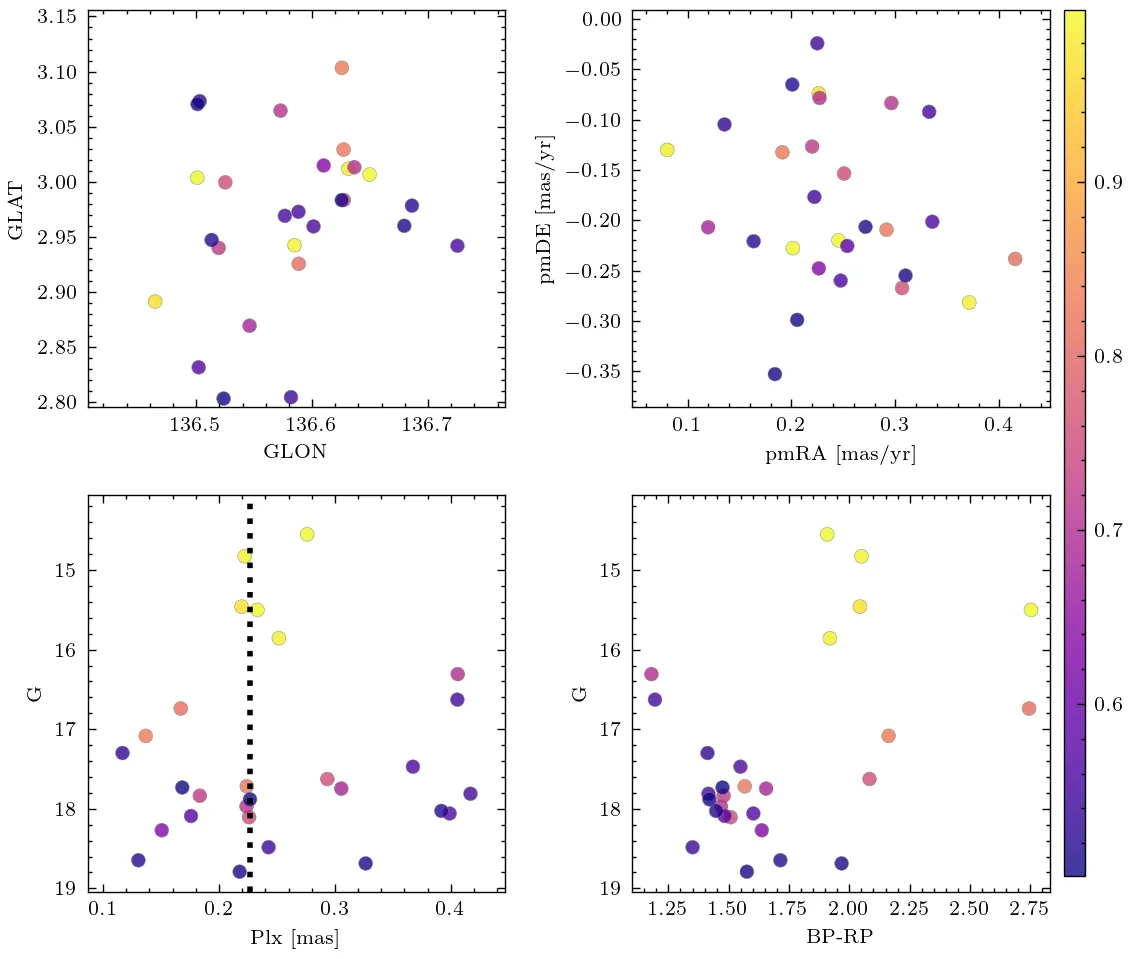 3.15
3.10
3.05
3.00
2.95
2.90
2.85
2.80
GLAT
136.5 136.6 136.7
GLON
0.00
−0.05
−0.10
−0.15
−0.20
−0.25
−0.30
−0.35
pmDE [mas/yr]
0.1 0.2 0.3 0.4
pmRA [mas/yr]
0.9
0.8
0.7
0.6
15
16
17
18
19
G
0.1 0.2 0.3 0.4
Plx [mas]
15
16
17
18
19
G
1.25 1.50 1.75 2.00 2.25 2.50 2.75
BP-RP